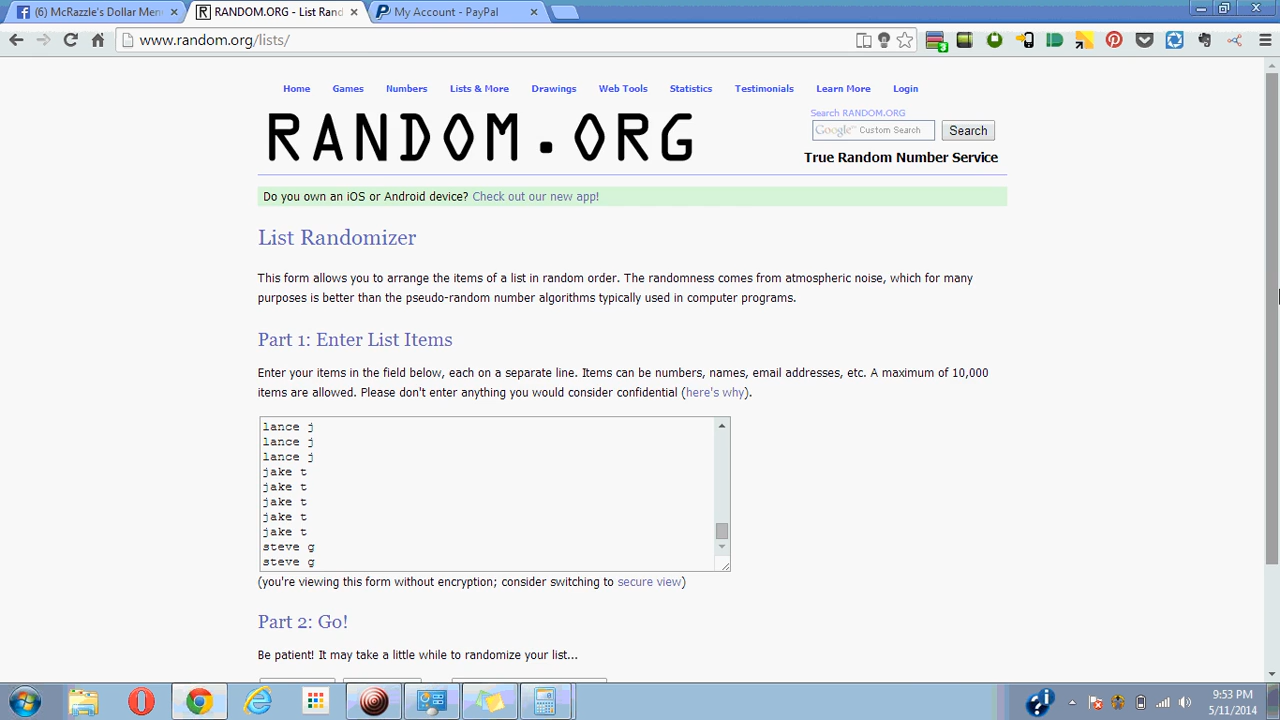 (6) McRazzle's Dollar Men
RANDOM.ORG - List Rand
My Account - PayPal
www.random.org/lists/
Home Games Numbers Lists & More Drawings Web Tools Statistics Testimonials Learn More Login
RANDOM.ORG
Search RANDOM.ORG
Google™ Custom Search Search
True Random Number Service
Do you own an iOS or Android device? Check out our new app!
List Randomizer
This form allows you to arrange the items of a list in random order. The randomness comes from atmospheric noise, which for many
purposes is better than the pseudo-random number algorithms typically used in computer programs.
Part 1: Enter List Items
Enter your items in the field below, each on a separate line. Items can be numbers, names, email addresses, etc. A maximum of 10,000
items are allowed. Please don't enter anything you would consider confidential (here's why).
lance j
lance j
lance j
jake t
jake t
jake t
jake t
jake t
steve g
steve g
(you're viewing this form without encryption; consider switching to secure view)
Part 2: Go!
Be patient! It may take a little while to randomize your list...
9:53 PM
5/11/2014